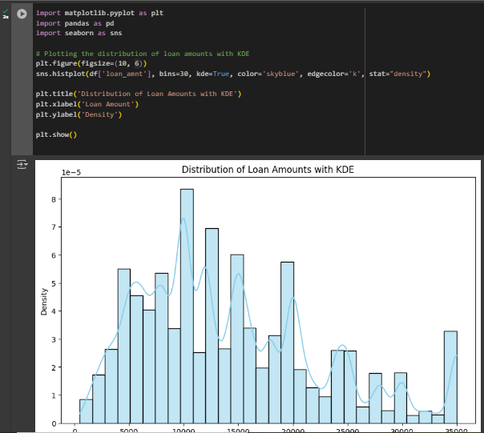 import matplotlib.pyplot as plt
import pandas as pd
import seaborn as sns
# Plotting the distribution of loan amounts with KDE
plt.figure(figsize=(10, 6))
sns.histplot(df['loan_amnt'], bins=30, kde=True, color='skyblue', edgecolor='k', stat="density")
plt.title('Distribution of Loan Amounts with KDE')
plt.xlabel('Loan Amount')
plt.ylabel('Density')
plt.show()
Distribution of Loan Amounts with KDE
1e-5
8
7
6
5
4
3
2
1
0
Density
0 5000 10000 15000 20000 25000 30000 35000